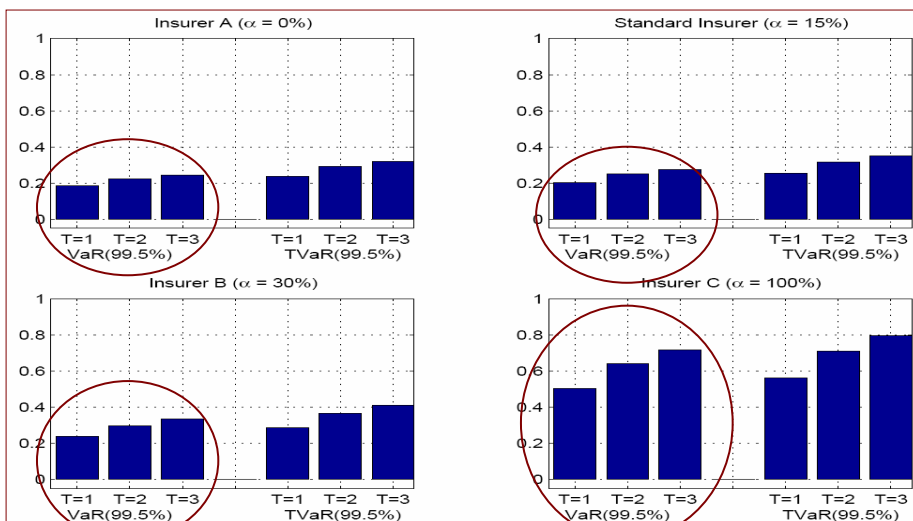 Insurer A (α = 0%)
1
0.8
0.6
0.4
0.2
0
T=1 T=2 T=3 T=1 T=2 T=3
VaR(99.5%) TVaR(99.5%)
Standard Insurer (α = 15%)
1
0.8
0.6
0.4
0.2
0
T=1 T=2 T=3 T=1 T=2 T=3
VaR(99.5%) TVaR(99.5%)
Insurer B (α = 30%)
1
0.8
0.6
0.4
0.2
0
T=1 T=2 T=3 T=1 T=2 T=3
VaR(99.5%) TVaR(99.5%)
Insurer C (α = 100%)
1
0.8
0.6
0.4
0.2
0
T=1 T=2 T=3 T=1 T=2 T=3
VaR(99.5%) TVaR(99.5%)